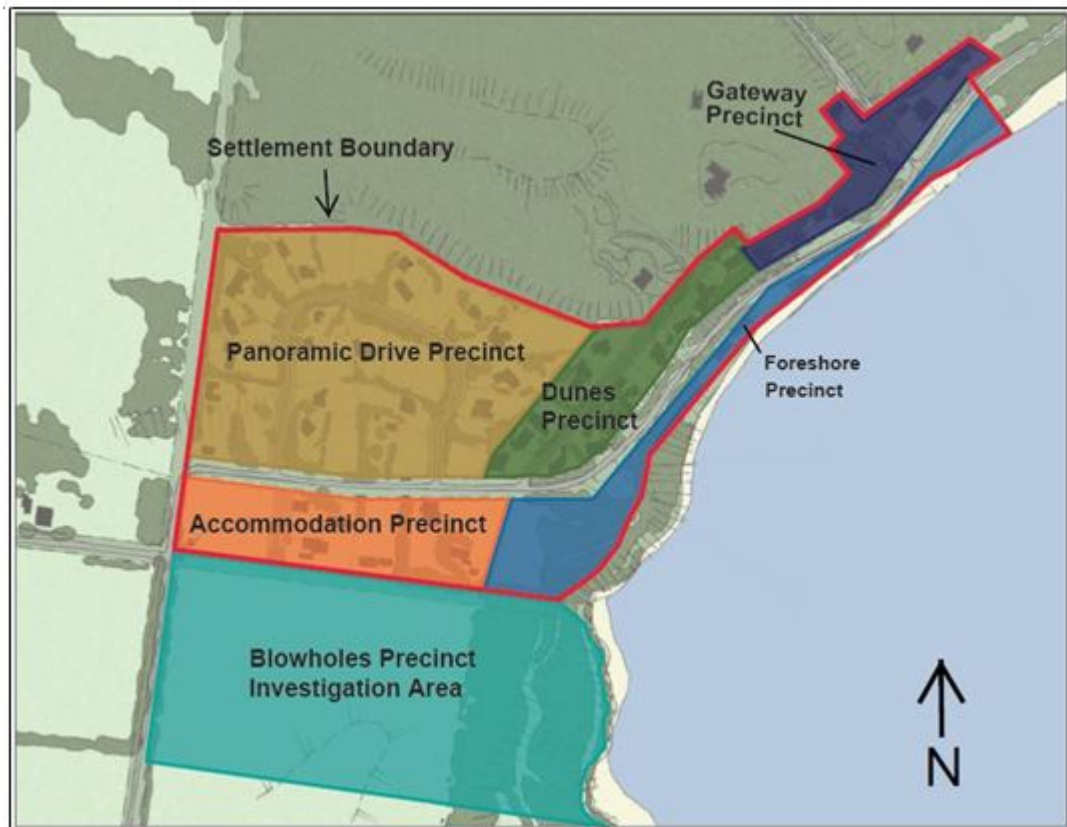 Gateway
Precinct
Settlement Boundary
Panoramic Drive Precinct
Foreshore
Precinct
Dunes
Precinct
Accommodation Precinct
Blowholes Precinct
Investigation Area
N